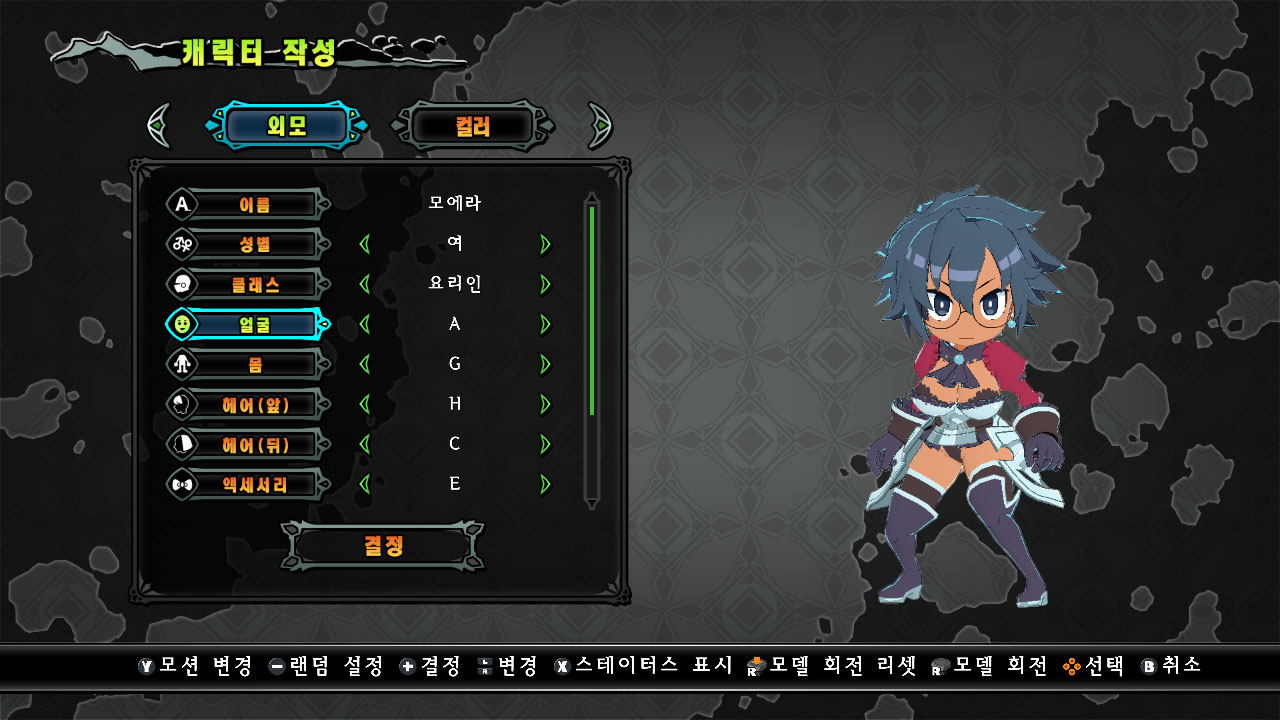 캐릭터 작성
외모 컬러
A 이름 모에라
성별 여
클래스 요리인
얼굴 A
몸 G
헤어(앞) H
헤어(뒤) C
액세서리 E
결정
Y 모션 변경 - 랜덤 설정 + 결정 L R 변경 X 스테이터스 표시 R 모델 회전 리셋 R 모델 회전 선택 B 취소